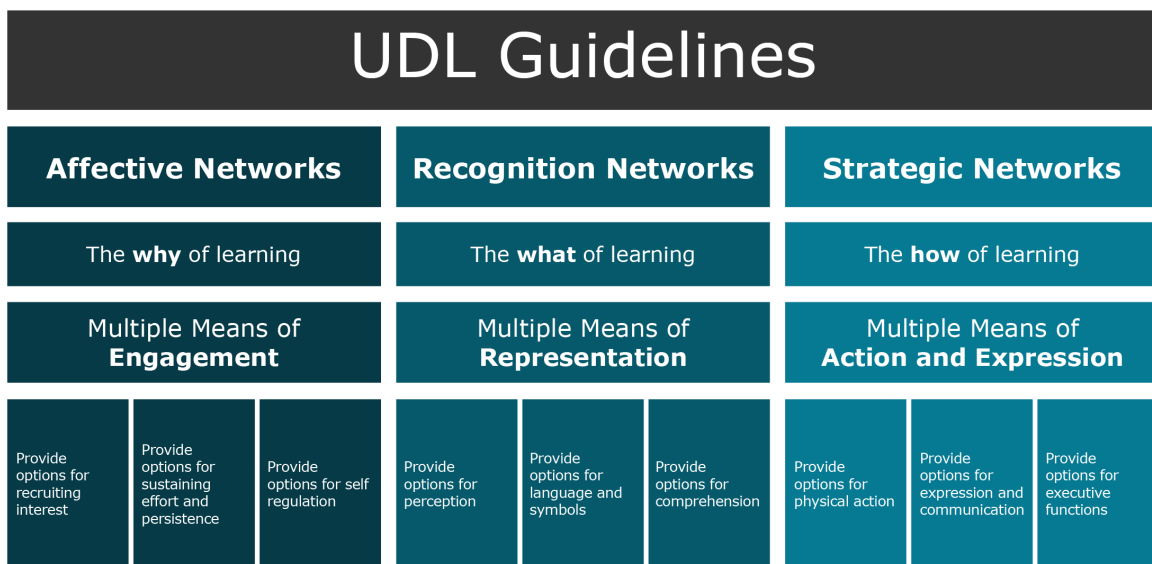 UDL Guidelines
Affective Networks
The why of learning
Multiple Means of
Engagement
Provide
options for
recruiting
interest
Provide
options for
sustaining
effort and
persistence
Provide
options for self
regulation
Recognition Networks
The what of learning
Multiple Means of
Representation
Provide
options for
perception
Provide
options for
language and
symbols
Provide
options for
comprehension
Strategic Networks
The how of learning
Multiple Means of
Action and Expression
Provide
options for
physical action
Provide
options for
expression and
communication
Provide
options for
executive
functions